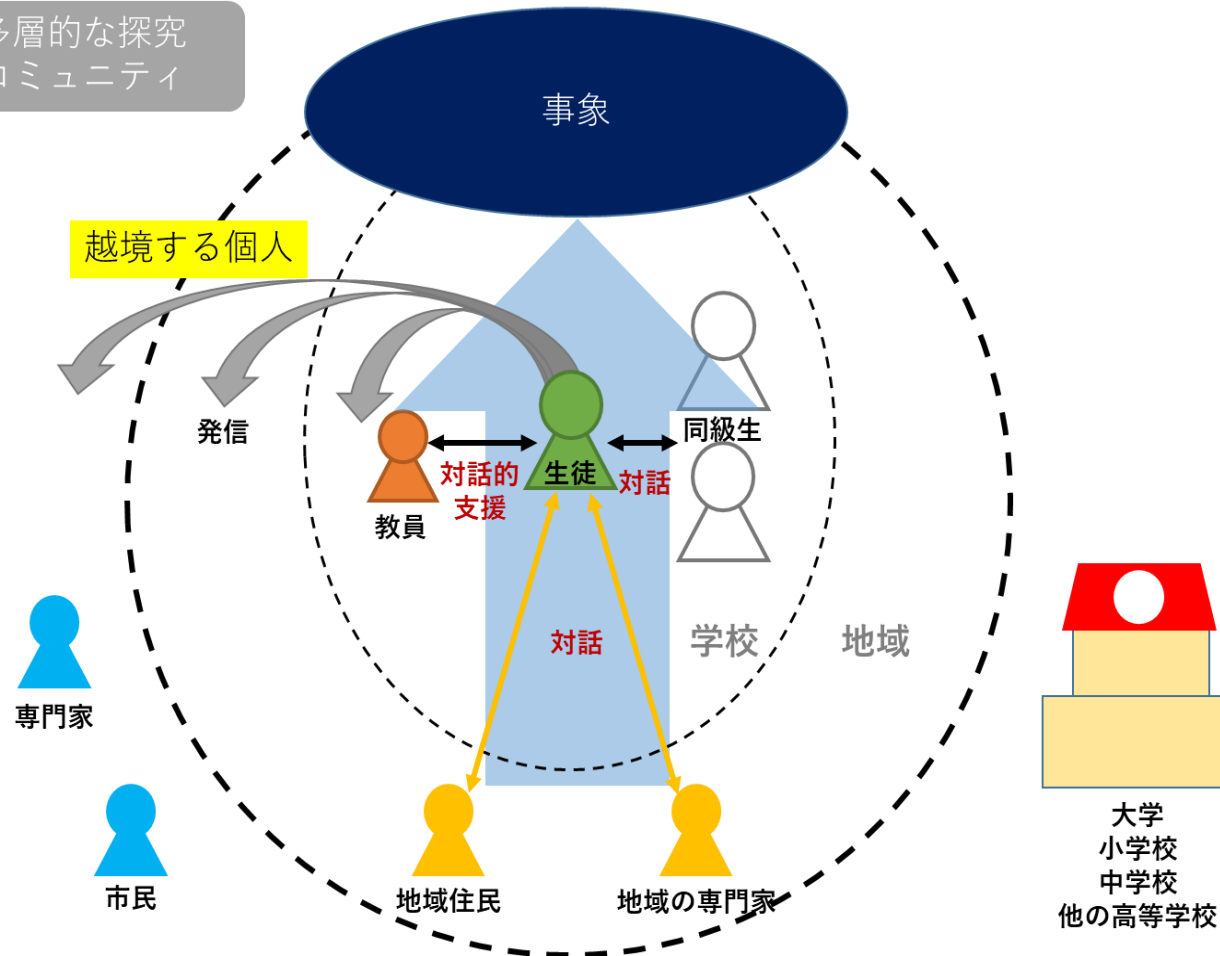 多層的な探究
コミュニティ
事象
越境する個人
発信
同級生
対話的
支援
生徒
対話
教員
対話
学校
地域
専門家
市民
地域住民
地域の専門家
大学
小学校
中学校
他の高等学校